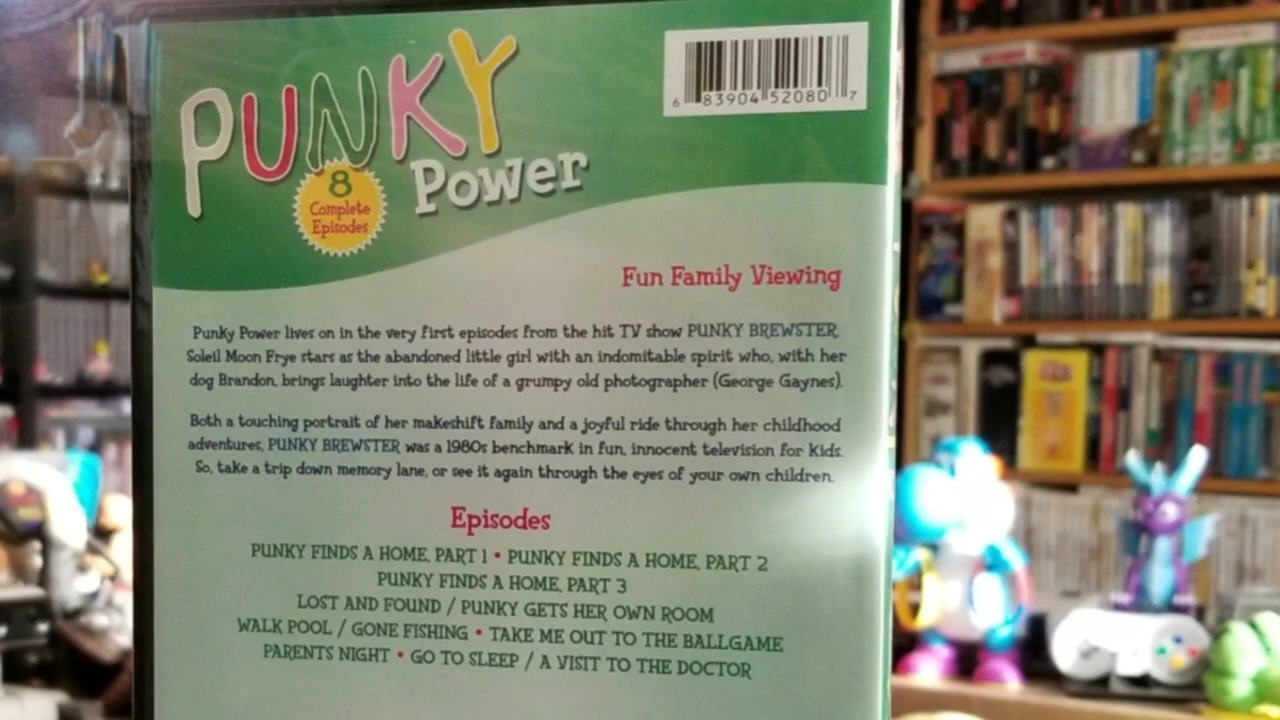 PUNKY
Power
8
Complete
Episodes
6 83904 52080 7
Fun Family Viewing
Punky Power lives on in the very first episodes from the hit TV show PUNKY BREWSTER.
Soleil Moon Frye stars as the abandoned little girl with an indomitable spirit who, with her
dog Brandon, brings laughter into the life of a grumpy old photographer (George Gaynes).
Both a touching portrait of her makeshift family and a joyful ride through her childhood
adventures, PUNKY BREWSTER was a 1980s benchmark in fun, innocent television for kids.
So, take a trip down memory lane, or see it again through the eyes of your own children.
Episodes
PUNKY FINDS A HOME, PART 1 • PUNKY FINDS A HOME, PART 2
PUNKY FINDS A HOME, PART 3
LOST AND FOUND / PUNKY GETS HER OWN ROOM
WALK POOL / GONE FISHING • TAKE ME OUT TO THE BALLGAME
PARENTS NIGHT • GO TO SLEEP / A VISIT TO THE DOCTOR